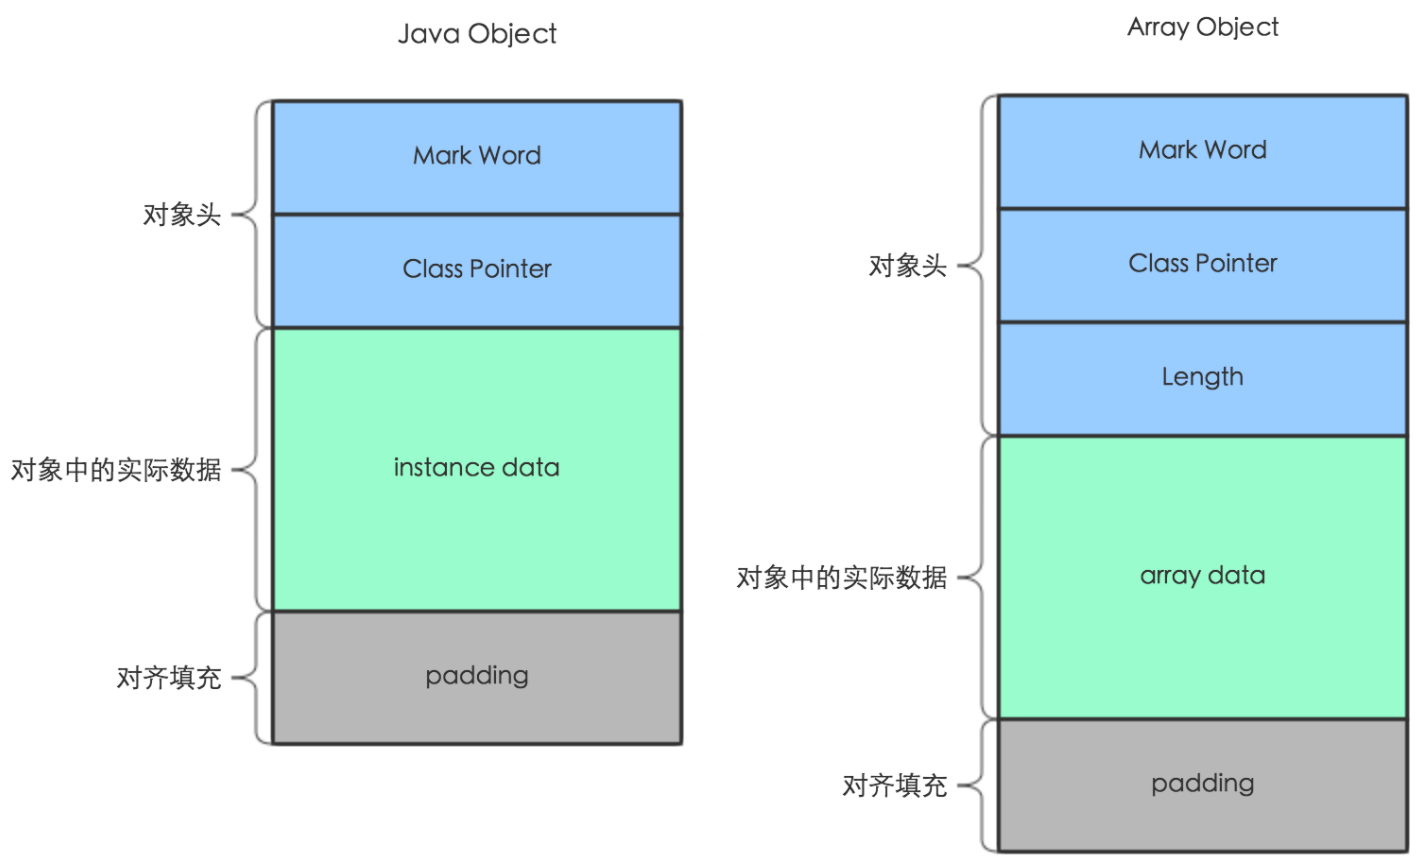 Java Object
Mark Word
对象头
Class Pointer
对象中的实际数据
instance data
对齐填充
padding
Array Object
Mark Word
Class Pointer
对象头
Length
对象中的实际数据
array data
对齐填充
padding